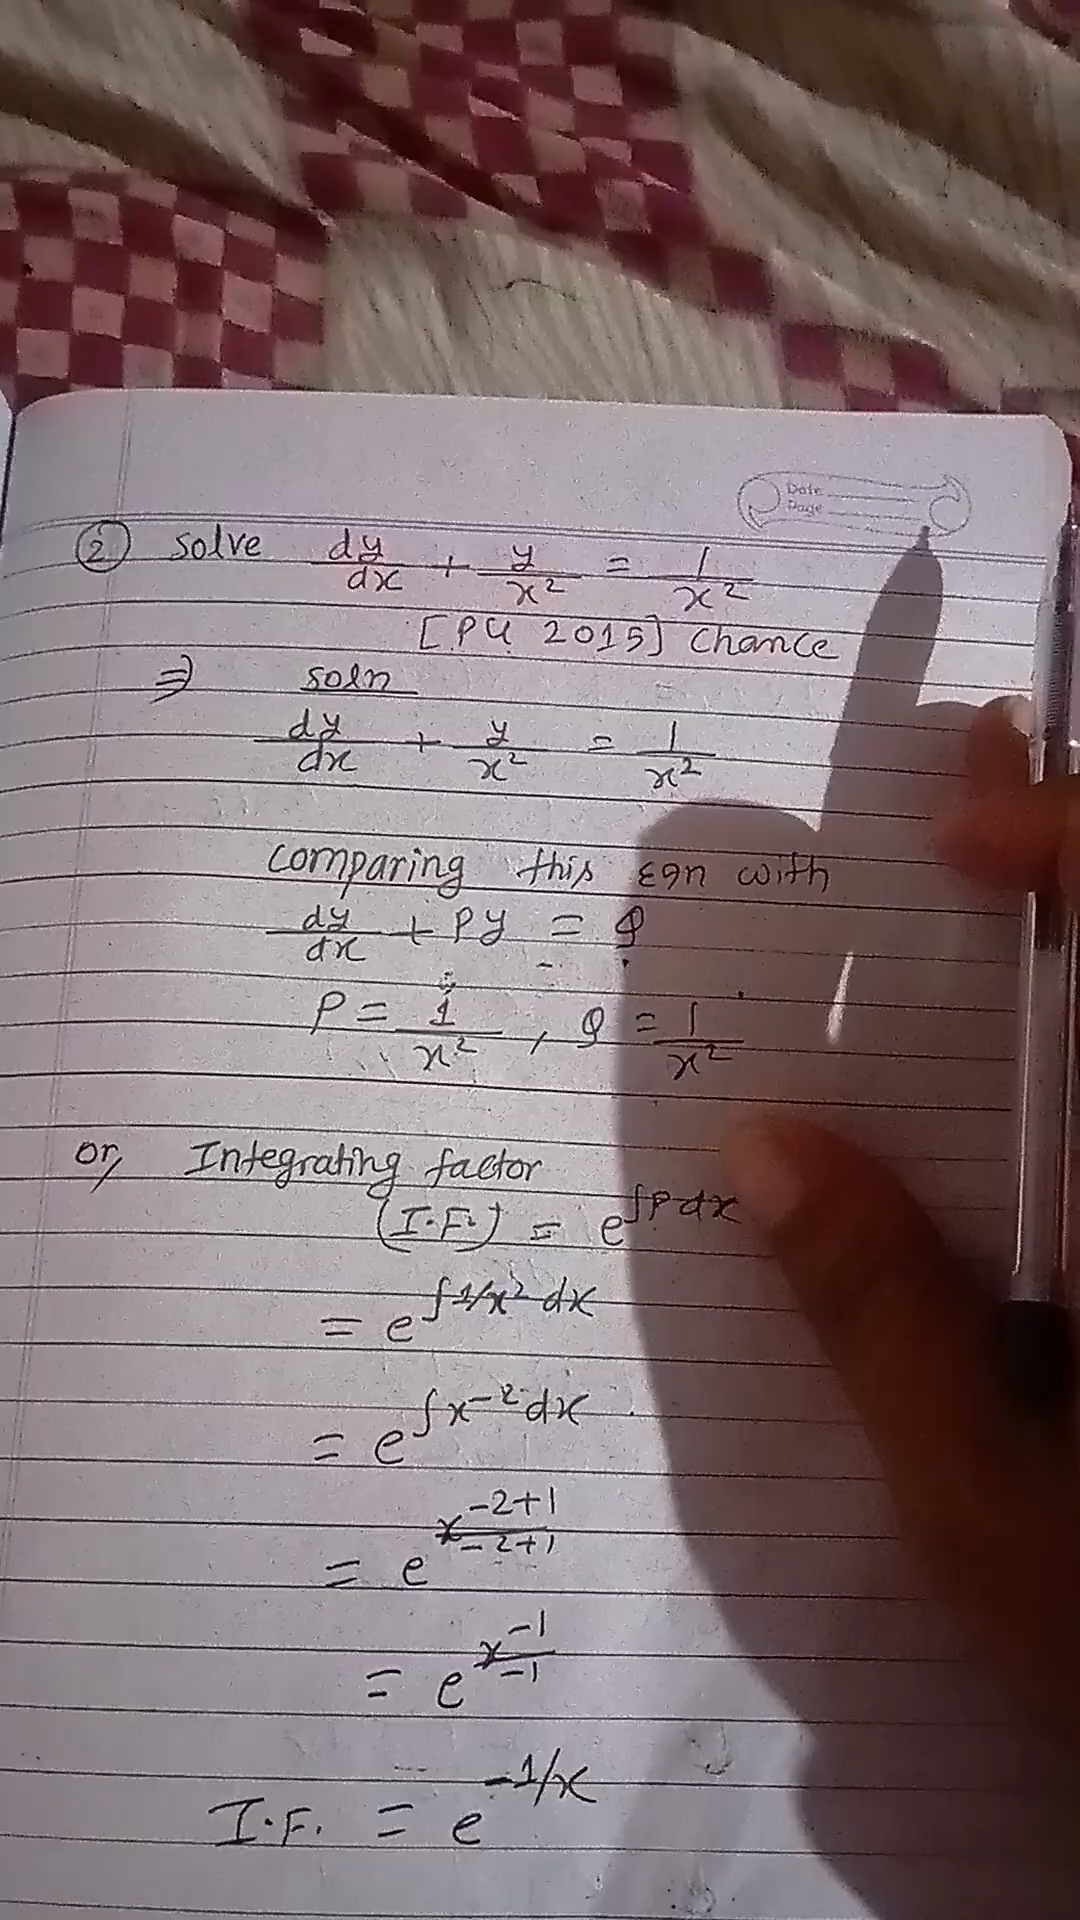 Date
Page
② solve dy/dx + y/x² = 1/x²
[PU 2015] Chance
⇒ soln
dy/dx + y/x² = 1/x²
comparing this Eqn with
dy/dx + Py = Q
P = 1/x² , Q = 1/x²
or, Integrating factor
(I.F.) = e^∫P dx
= e^∫1/x² dx
= e^∫x⁻² dx
= e^x^-2+1/-2+1
= e^x^-1/-1
I.F. = e^-1/x